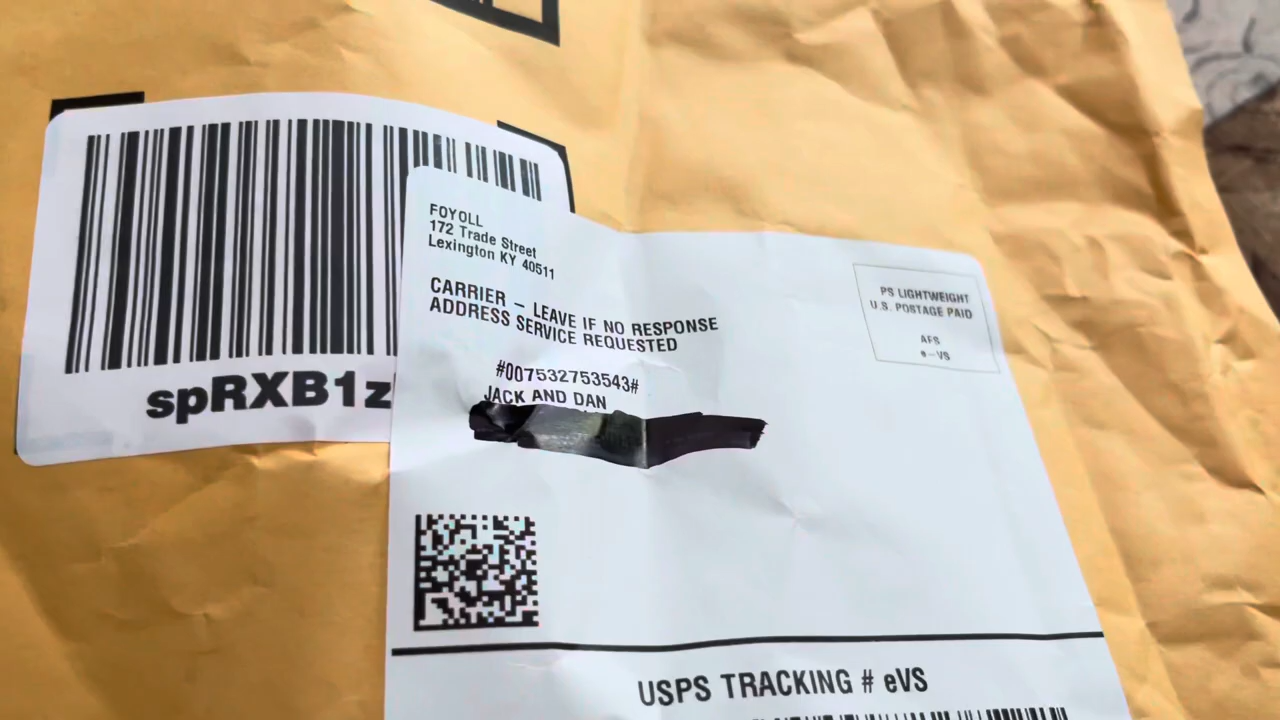 spRXB1z
FOYOLL
172 Trade Street
Lexington KY 40511
CARRIER – LEAVE IF NO RESPONSE
ADDRESS SERVICE REQUESTED
#007532753543#
JACK AND DAN
PS LIGHTWEIGHT
U.S. POSTAGE PAID
AFS
e-VS
USPS TRACKING # eVS